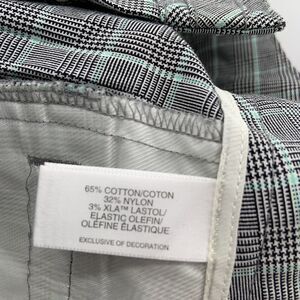 65% COTTON/COTON
32% NYLON
3% XLA™ LASTOL/
ELASTIC OLEFIN/
OLÉFINE ÉLASTIQUE
EXCLUSIVE OF DECORATION